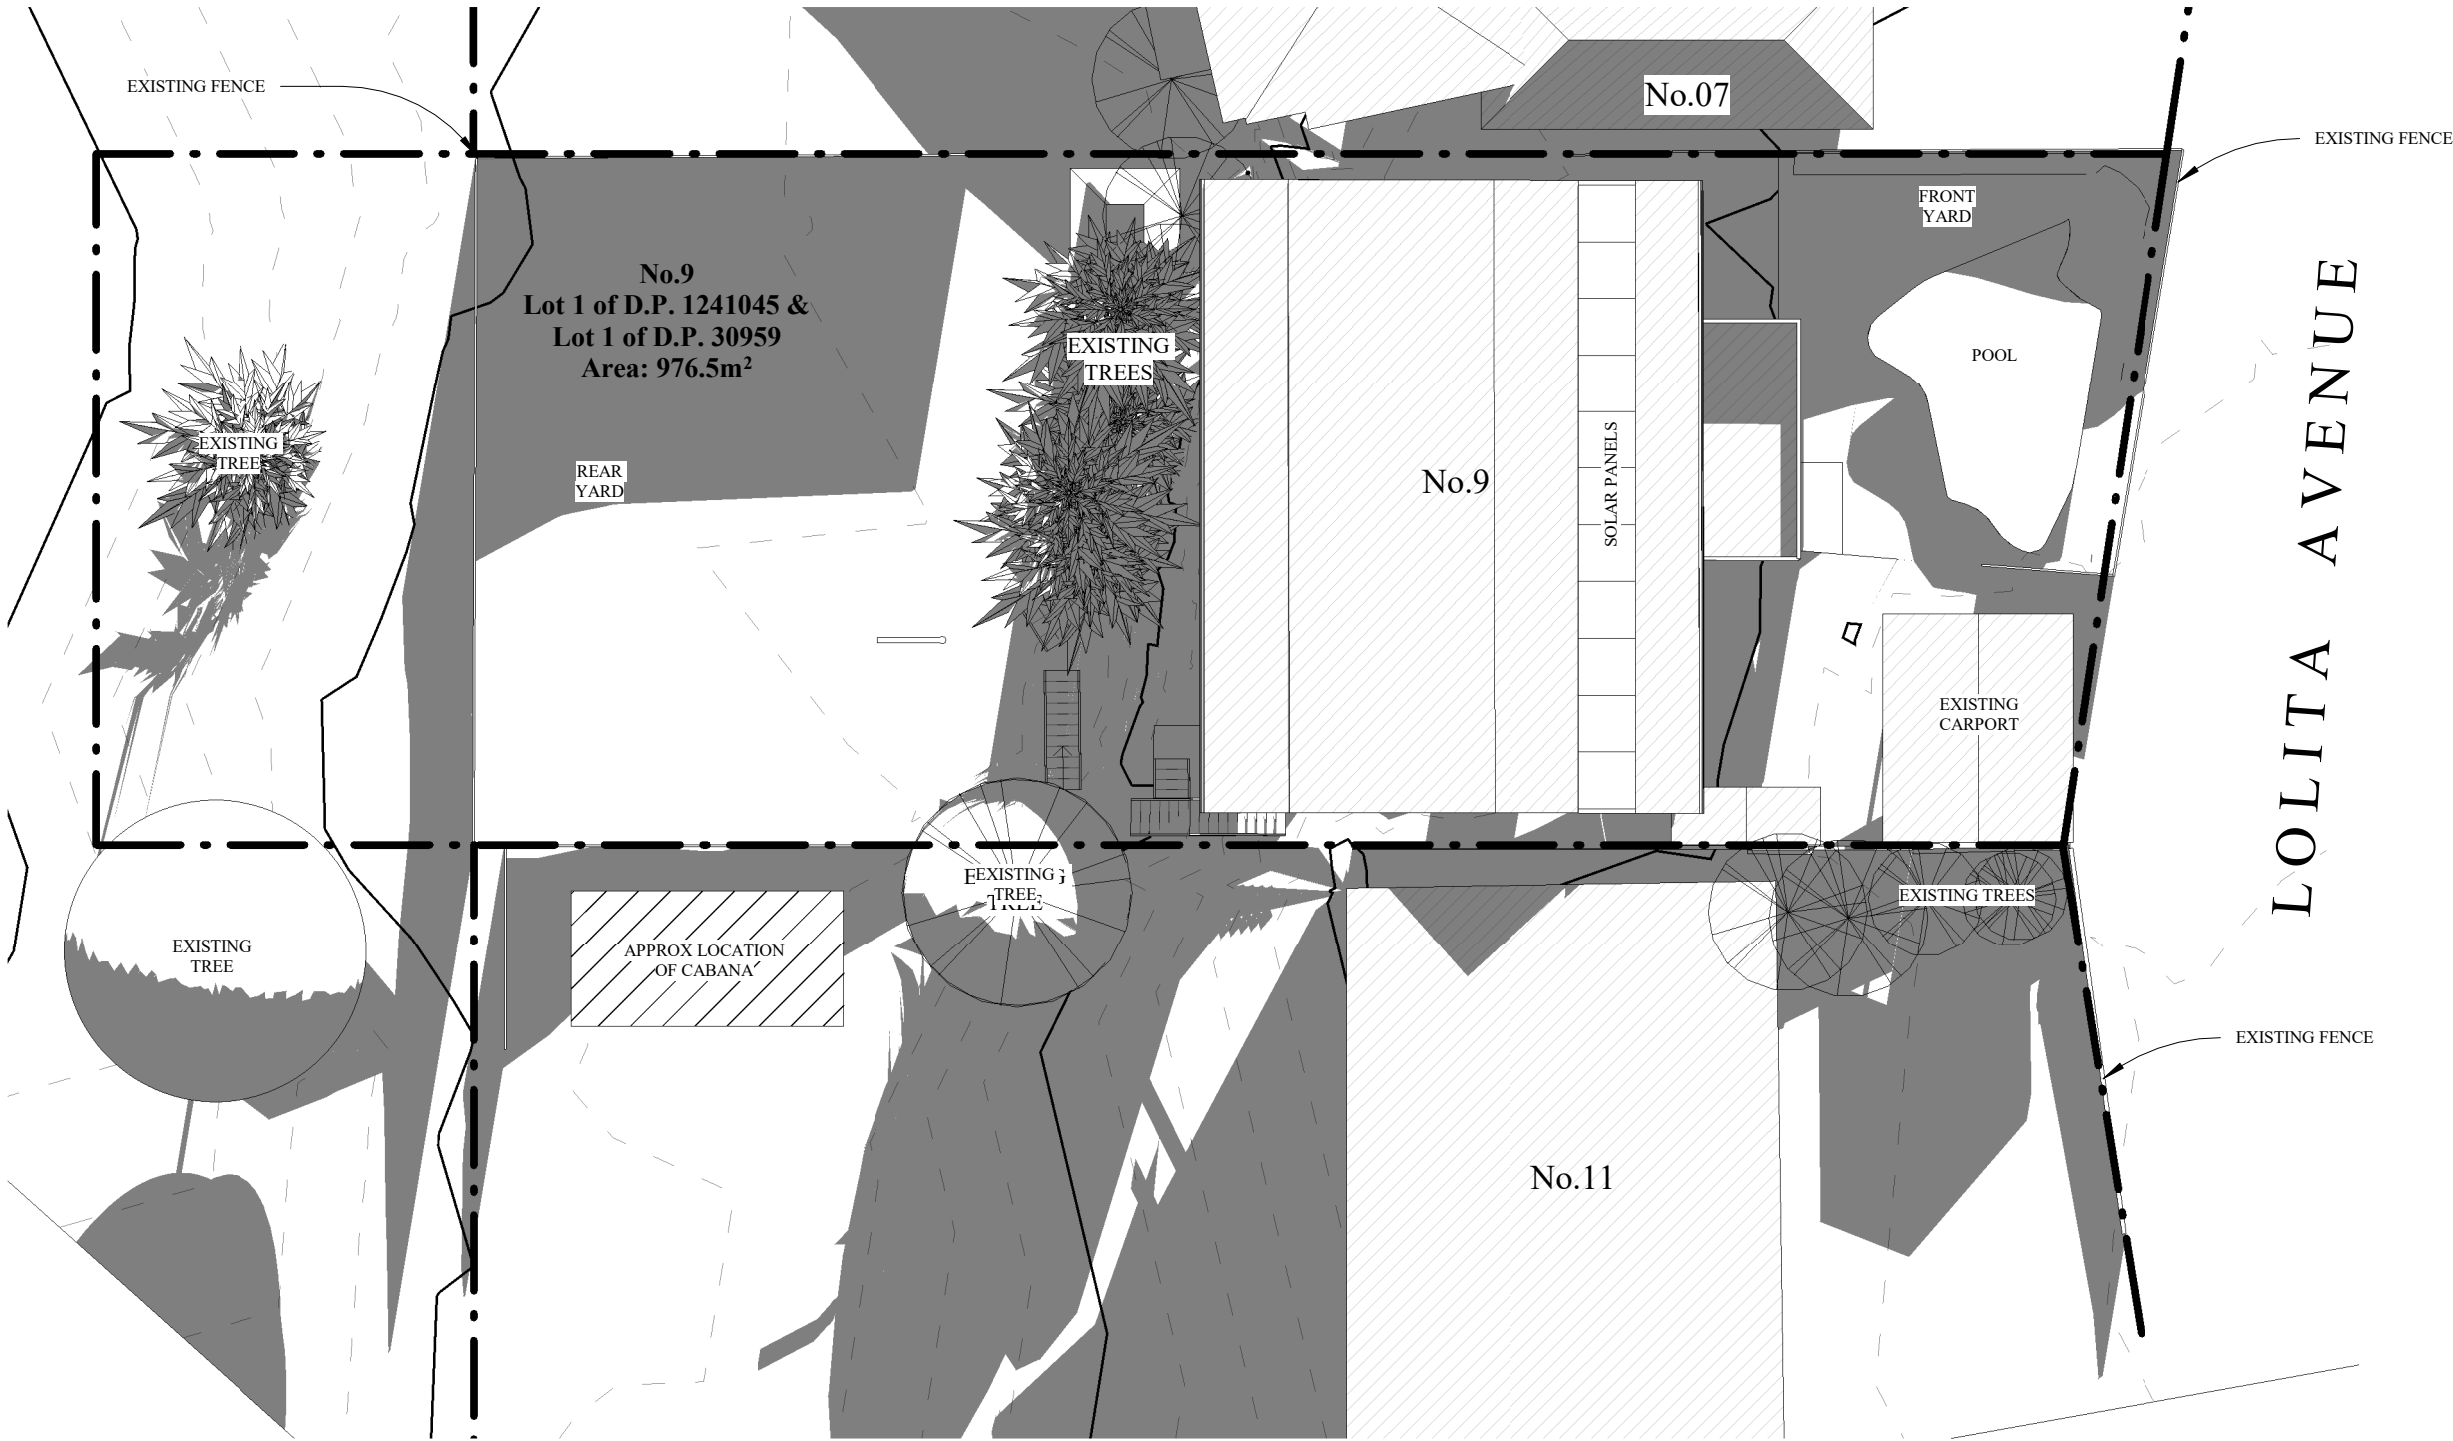 No.07
EXISTING FENCE
EXISTING FENCE
FRONT
YARD
No.9
Lot 1 of D.P. 1241045 &
Lot 1 of D.P. 30959
Area: 976.5m²
EXISTING
TREES
POOL
LOLITA AVENUE
EXISTING
TREE
REAR
YARD
No.9
SOLAR PANELS
EXISTING
CARPORT
EXISTING
TREE
EXISTING TREES
EXISTING
TREE
APPROX LOCATION
OF CABANA
EXISTING FENCE
No.11